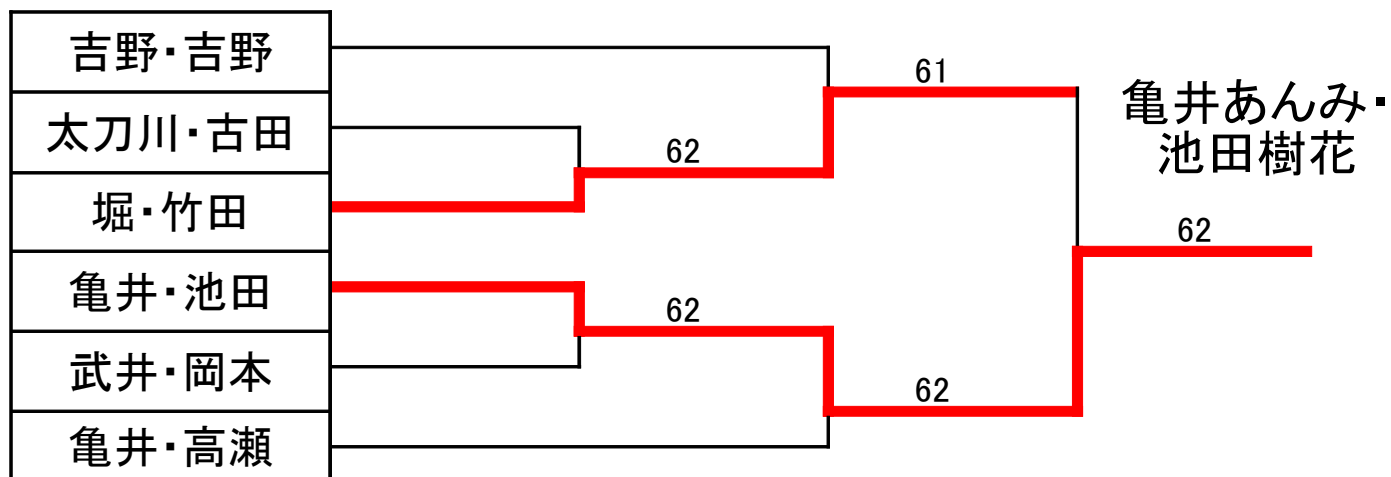 吉野・吉野
61
亀井あんみ・
池田樹花
太刀川・古田
62
堀・竹田
62
亀井・池田
62
武井・岡本
62
亀井・高瀬